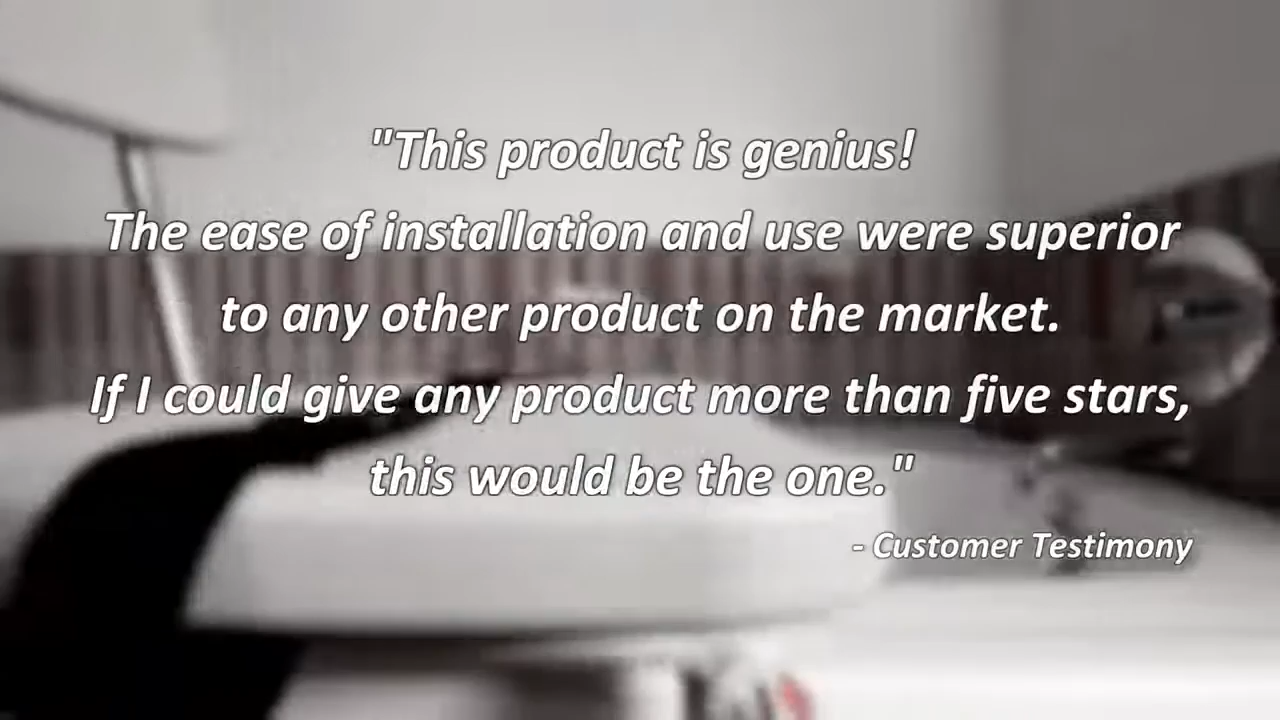 "This product is genius!
The ease of installation and use were superior
to any other product on the market.
If I could give any product more than five stars,
this would be the one."
- Customer Testimony